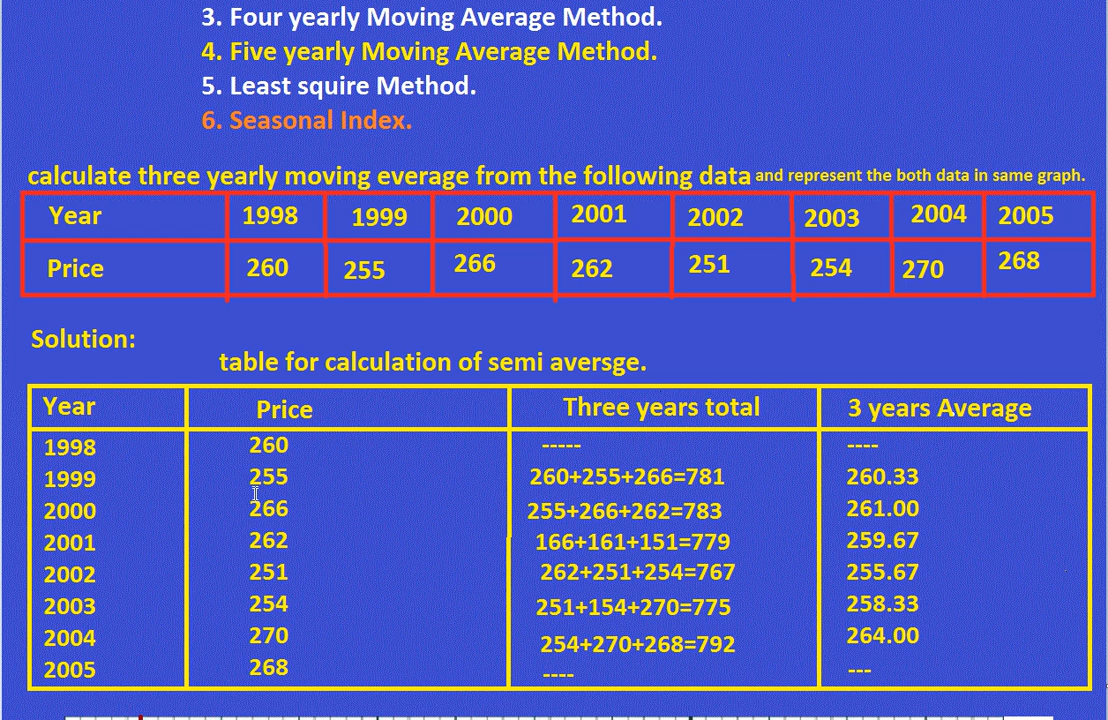 3. Four yearly Moving Average Method.
4. Five yearly Moving Average Method.
5. Least squire Method.
6. Seasonal Index.
calculate three yearly moving everage from the following data and represent the both data in same graph.
Year 1998 1999 2000 2001 2002 2003 2004 2005
Price 260 255 266 262 251 254 270 268
Solution:
table for calculation of semi aversge.
Year Price Three years total 3 years Average
1998 260 ----- ----
1999 255 260+255+266=781 260.33
2000 266 255+266+262=783 261.00
2001 262 166+161+151=779 259.67
2002 251 262+251+254=767 255.67
2003 254 251+154+270=775 258.33
2004 270 254+270+268=792 264.00
2005 268 ---- ---